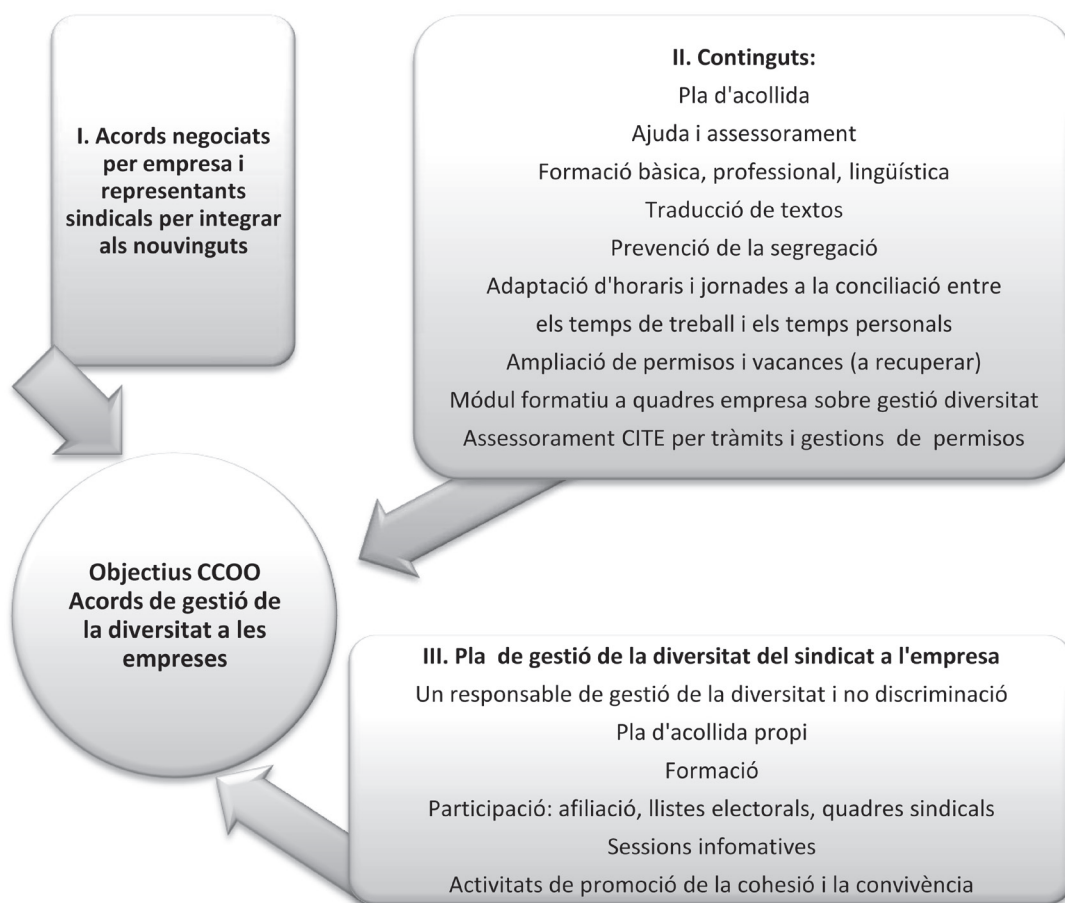 I. Acords negociats
per empresa i
representants
sindicals per integrar
als nouvinguts
II. Continguts:
Pla d'acollida
Ajuda i assessorament
Formació bàsica, professional, lingüística
Traducció de textos
Prevenció de la segregació
Adaptació d'horaris i jornades a la conciliació entre
els temps de treball i els temps personals
Ampliació de permisos i vacances (a recuperar)
Módul formatiu a quadres empresa sobre gestió diversitat
Assessorament CITE per tràmits i gestions de permisos
Objectius CCOO
Acords de gestió de
la diversitat a les
empreses
III. Pla de gestió de la diversitat del sindicat a l'empresa
Un responsable de gestió de la diversitat i no discriminació
Pla d'acollida propi
Formació
Participació: afiliació, llistes electorals, quadres sindicals
Sessions infomatives
Activitats de promoció de la cohesió i la convivència